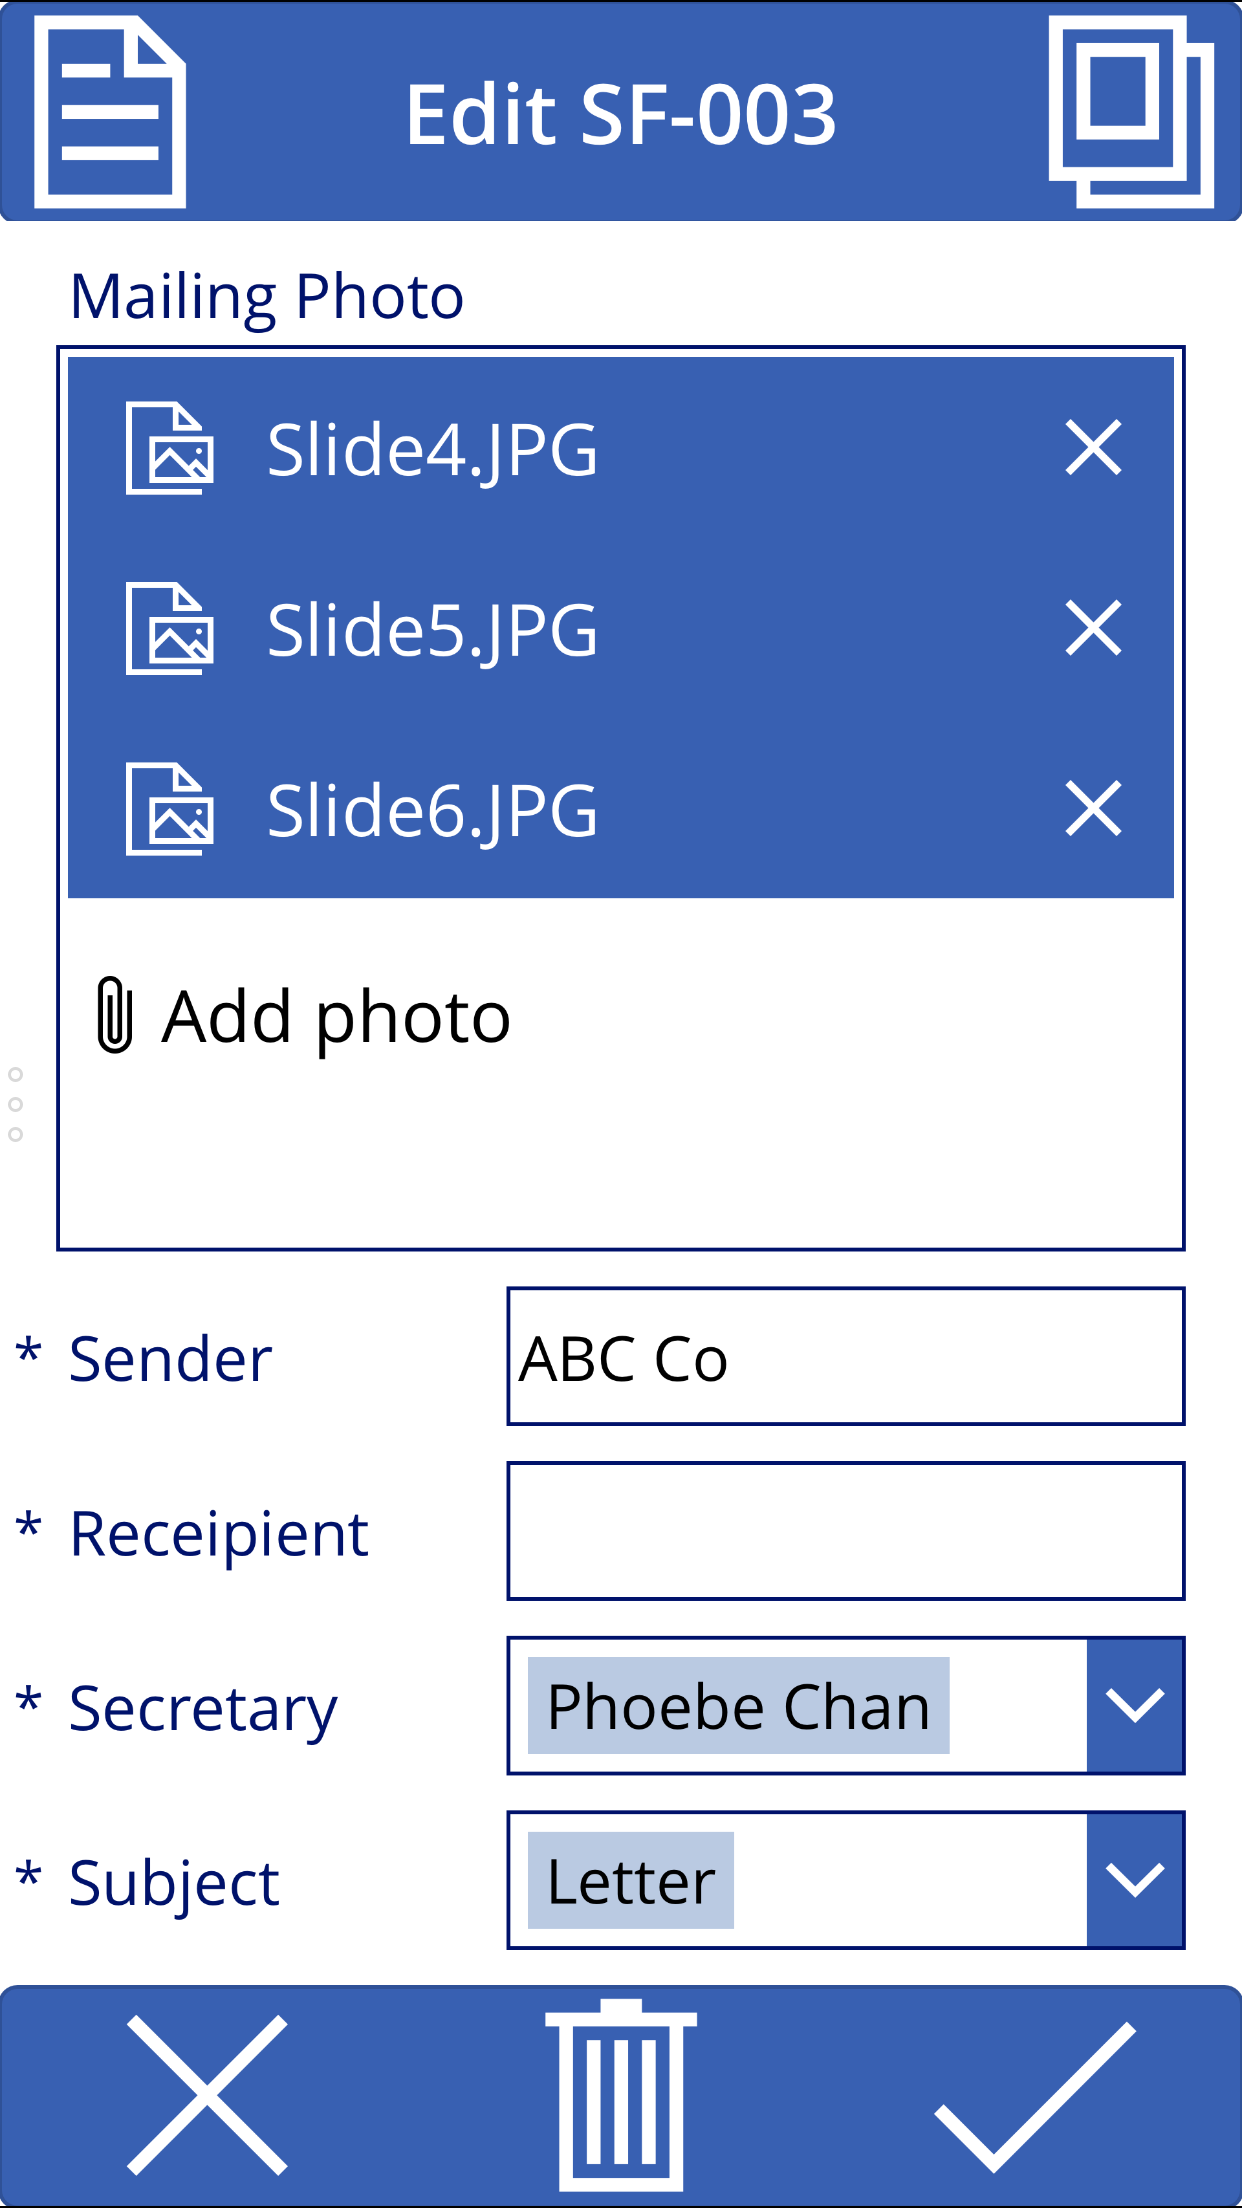 Edit SF-003
Mailing Photo
Slide4.JPG
Slide5.JPG
Slide6.JPG
Add photo
* Sender
ABC Co
* Receipient
* Secretary
Phoebe Chan
* Subject
Letter